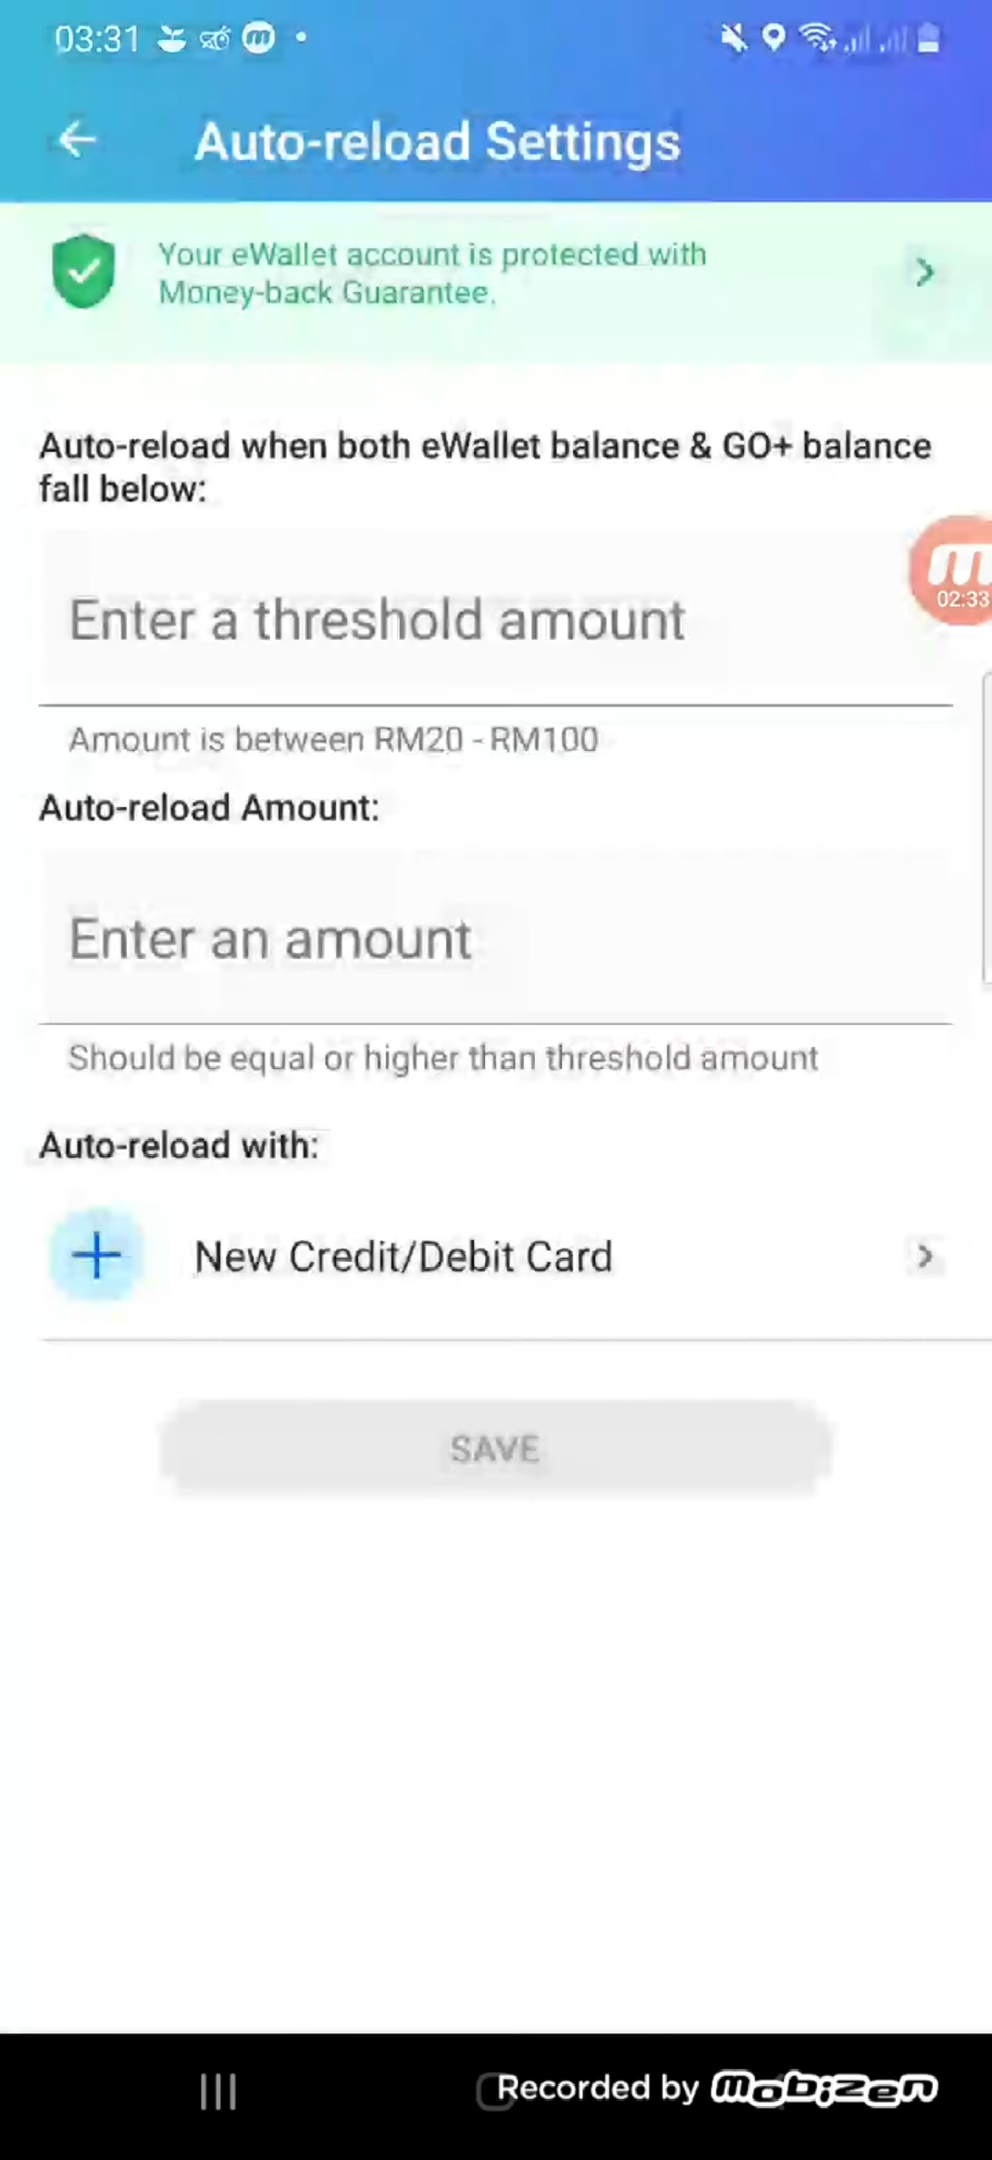 03:31
Auto-reload Settings
Your eWallet account is protected with
Money-back Guarantee.
Auto-reload when both eWallet balance & GO+ balance
fall below:
Enter a threshold amount
02:33
Amount is between RM20 - RM100
Auto-reload Amount:
Enter an amount
Should be equal or higher than threshold amount
Auto-reload with:
New Credit/Debit Card
SAVE
Recorded by Mobizen